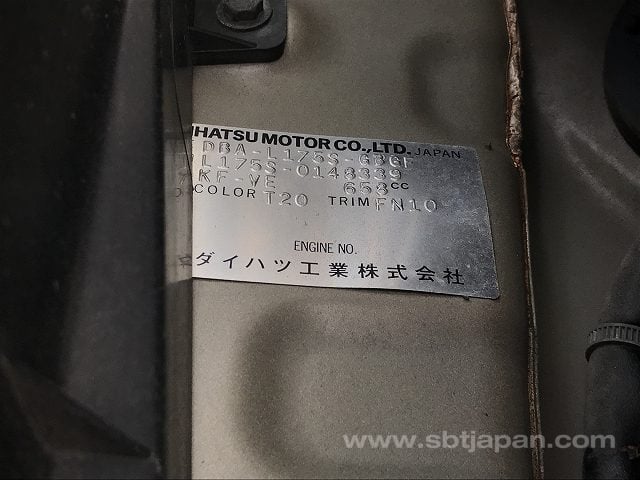 IHATSU MOTOR CO.,LTD. JAPAN
DBA-L175S-GBGF
L175S-0148339
KF-VE 658cc
COLOR T20 TRIM FN10
ENGINE NO.
ダイハツ工業株式会社
www.sbtjapan.com